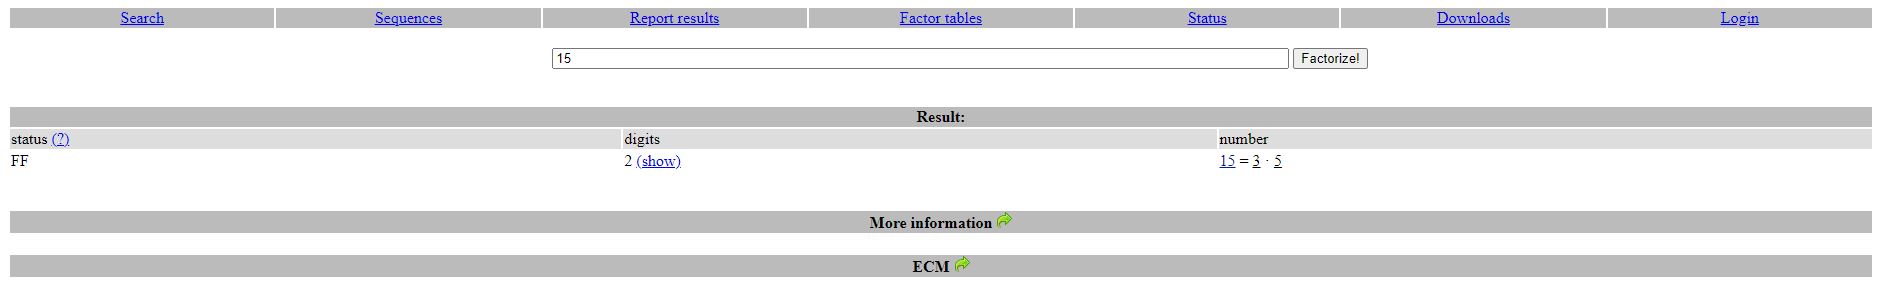 Search Sequences Report results Factor tables Status Downloads Login
15 Factorize!
Result:
status (?) digits number
FF 2 (show) 15 = 3 · 5
More information
ECM